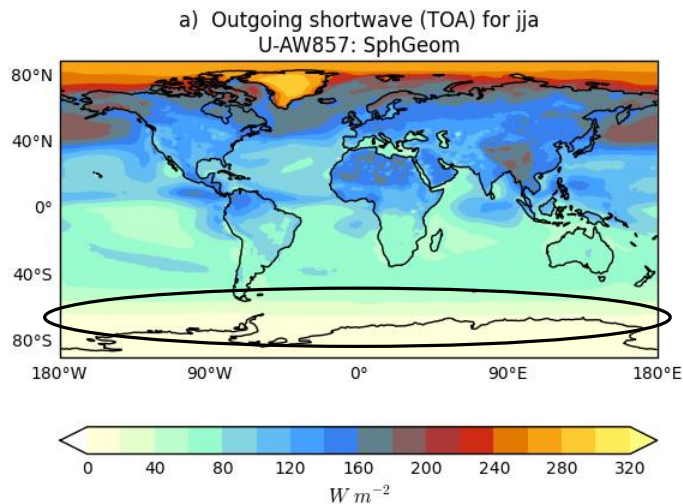 a)  Outgoing shortwave (TOA) for jja
U-AW857: SphGeom
80°N
40°N
0°
40°S
80°S
180°W 90°W 0° 90°E 180°E
0 40 80 120 160 200 240 280 320
W m⁻²